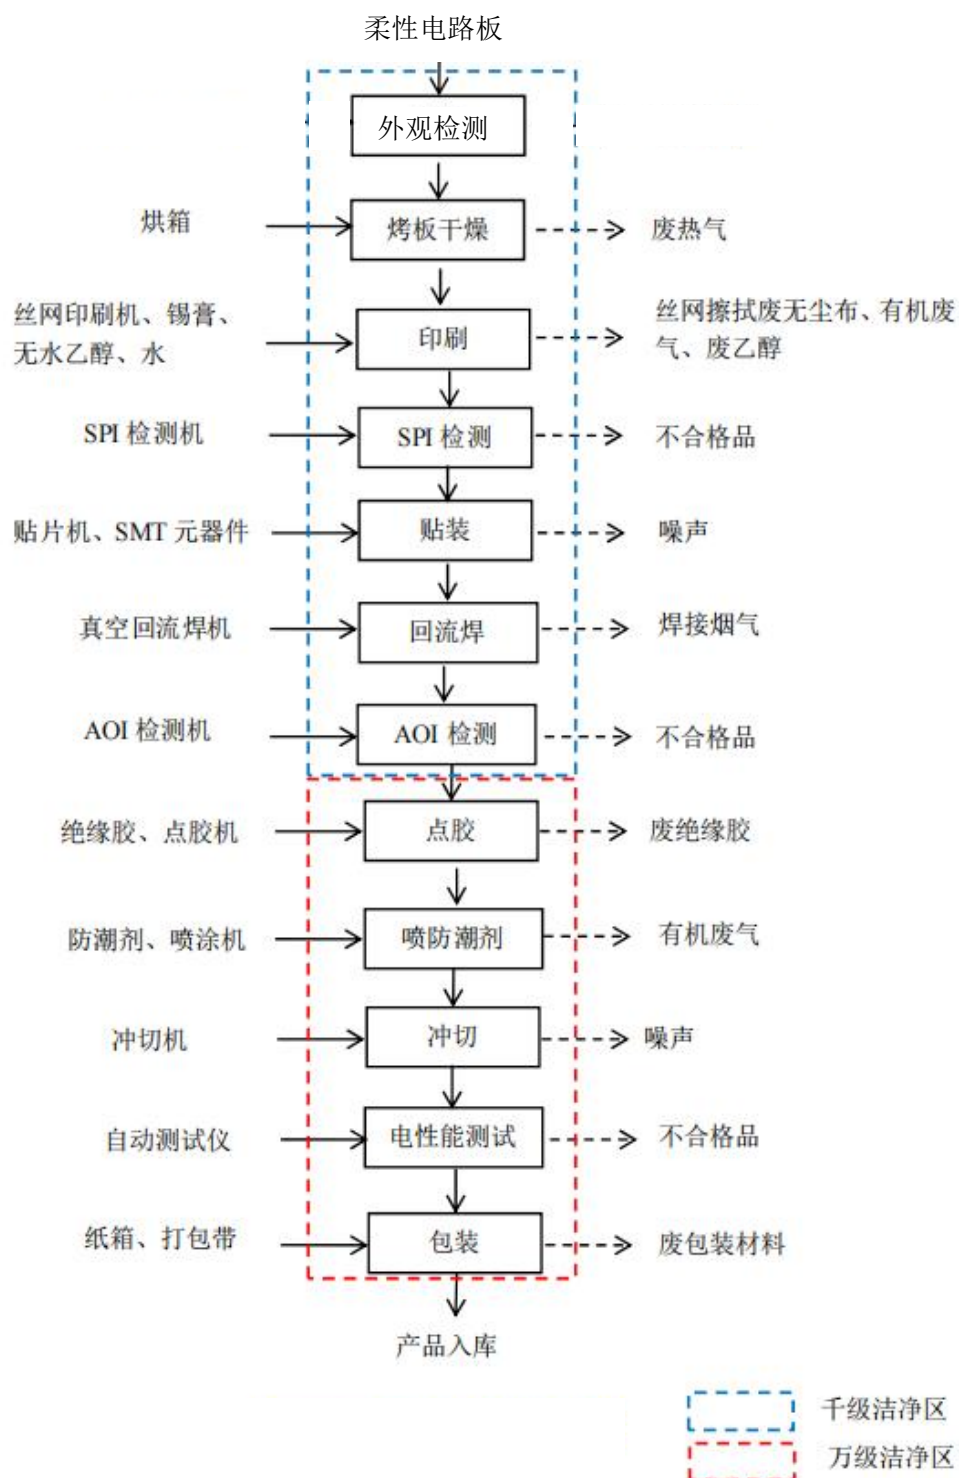 柔性电路板
外观检测
烘箱
烤板干燥
废热气
丝网印刷机、锡膏、
无水乙醇、水
印刷
丝网擦拭废无尘布、有机废
气、废乙醇
SPI 检测机
SPI 检测
不合格品
贴片机、SMT 元器件
贴装
噪声
真空回流焊机
回流焊
焊接烟气
AOI 检测机
AOI 检测
不合格品
绝缘胶、点胶机
点胶
废绝缘胶
防潮剂、喷涂机
喷防潮剂
有机废气
冲切机
冲切
噪声
自动测试仪
电性能测试
不合格品
纸箱、打包带
包装
废包装材料
产品入库
千级洁净区
万级洁净区